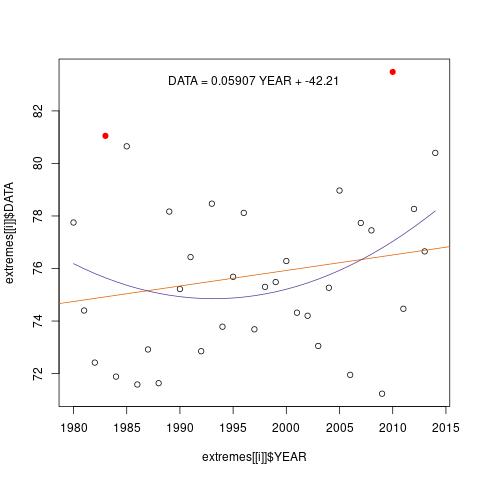 DATA = 0.05907 YEAR + -42.21
extremes[[i]]$DATA
82
80
78
76
74
72
1980 1985 1990 1995 2000 2005 2010 2015
extremes[[i]]$YEAR